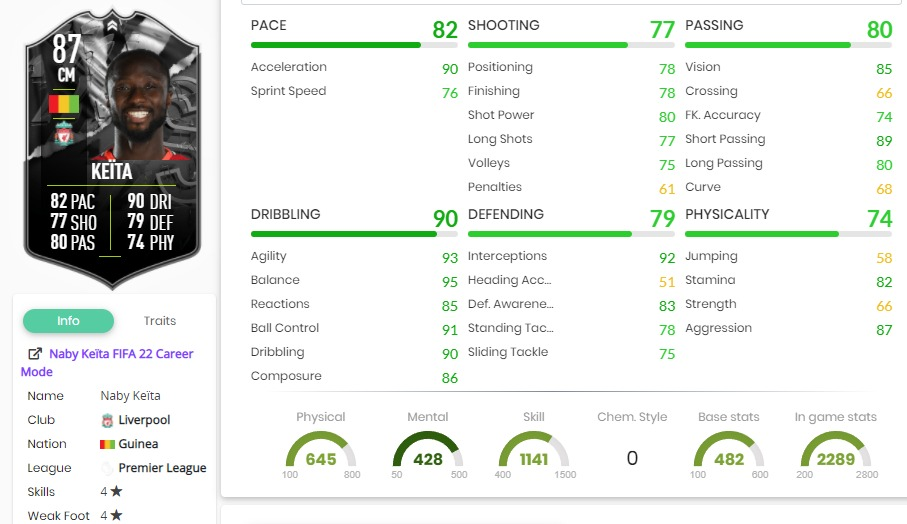 87
CM
KEÏTA
82 PAC 90 DRI
77 SHO 79 DEF
80 PAS 74 PHY
Info Traits
Naby Keïta FIFA 22 Career
Mode
Name Naby Keïta
Club Liverpool
Nation Guinea
League Premier League
Skills 4★
Weak Foot 4★
PACE 82
Acceleration 90
Sprint Speed 76
SHOOTING 77
Positioning 78
Finishing 78
Shot Power 80
Long Shots 77
Volleys 75
Penalties 61
PASSING 80
Vision 85
Crossing 66
FK. Accuracy 74
Short Passing 89
Long Passing 80
Curve 68
DRIBBLING 90
Agility 93
Balance 95
Reactions 85
Ball Control 91
Dribbling 90
Composure 86
DEFENDING 79
Interceptions 92
Heading Acc... 51
Def. Awarene... 83
Standing Tac... 78
Sliding Tackle 75
PHYSICALITY 74
Jumping 58
Stamina 82
Strength 66
Aggression 87
Physical Mental Skill Chem. Style Base stats In game stats
645 428 1141 0 482 2289
100 800 50 500 400 1500 100 600 200 2800